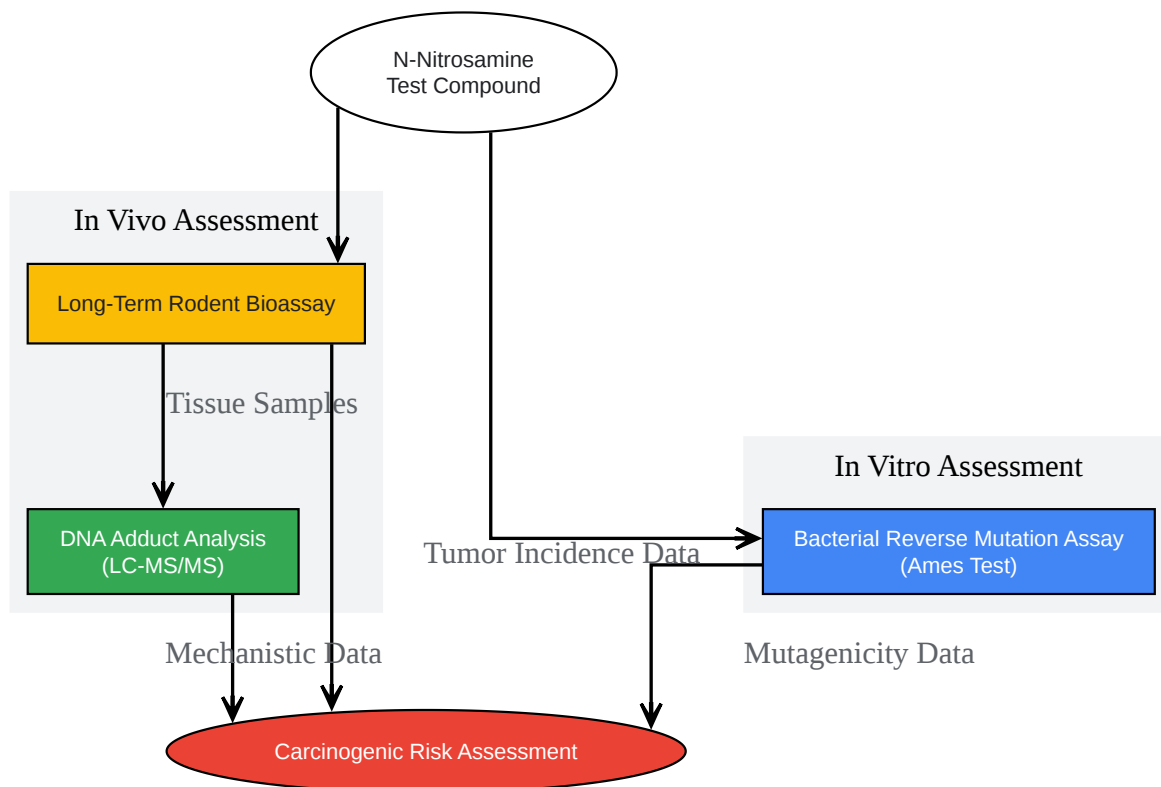 N-Nitrosamine
Test Compound
In Vivo Assessment
Long-Term Rodent Bioassay
Tissue Samples
In Vitro Assessment
DNA Adduct Analysis
(LC-MS/MS)
Tumor Incidence Data
Bacterial Reverse Mutation Assay
(Ames Test)
Mechanistic Data
Mutagenicity Data
Carcinogenic Risk Assessment